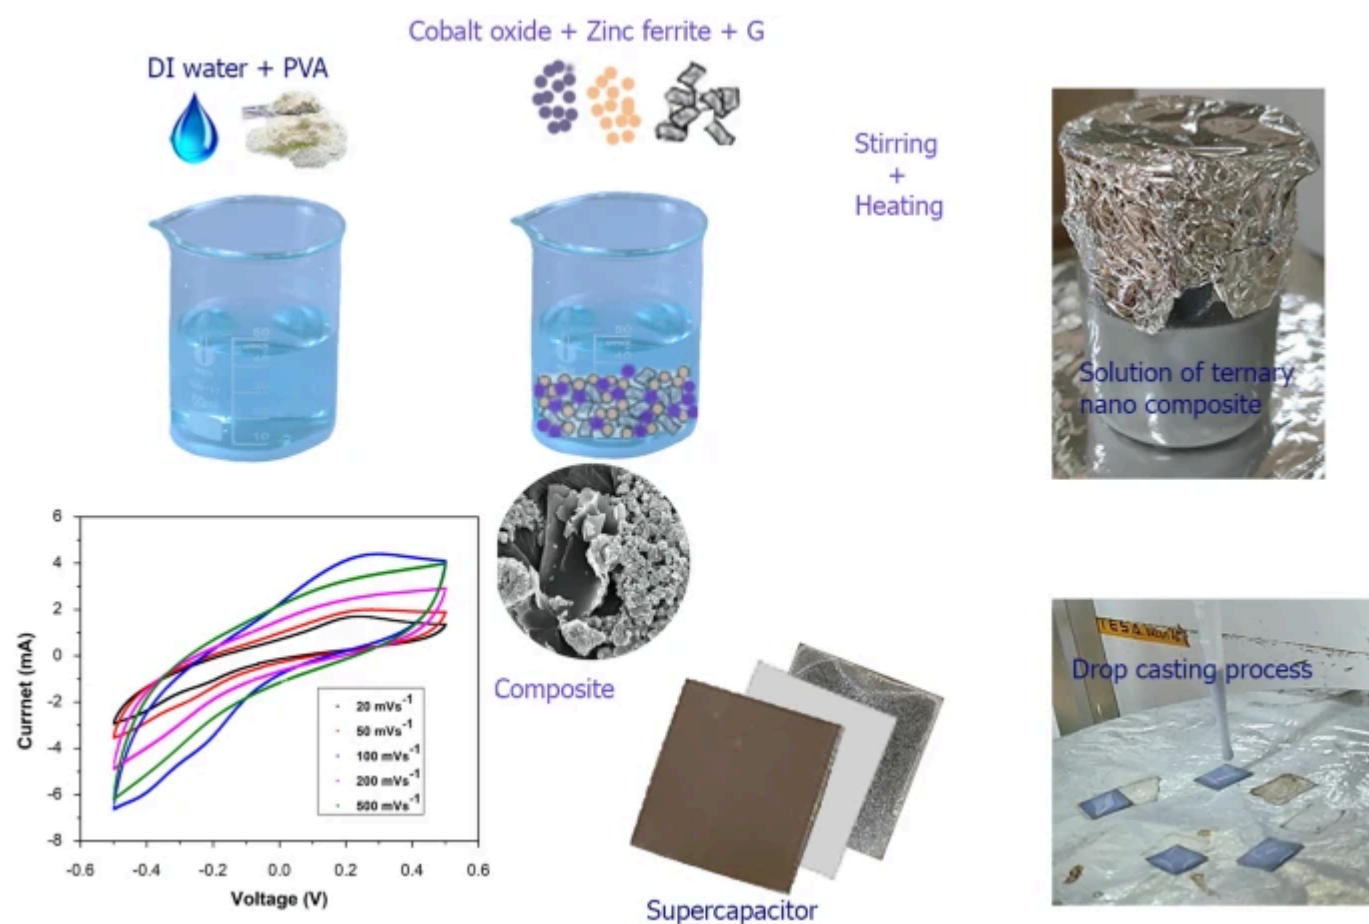 Cobalt oxide + Zinc ferrite + G
DI water + PVA
Stirring
+
Heating
Solution of ternary
nano composite
Composite
Drop casting process
Supercapacitor
6
4
2
0
-2
-4
-6
-8
Currnet (mA)
-0.6
-0.4
-0.2
0.0
0.2
0.4
0.6
Voltage (V)
20 mVs⁻¹
50 mVs⁻¹
100 mVs⁻¹
200 mVs⁻¹
500 mVs⁻¹